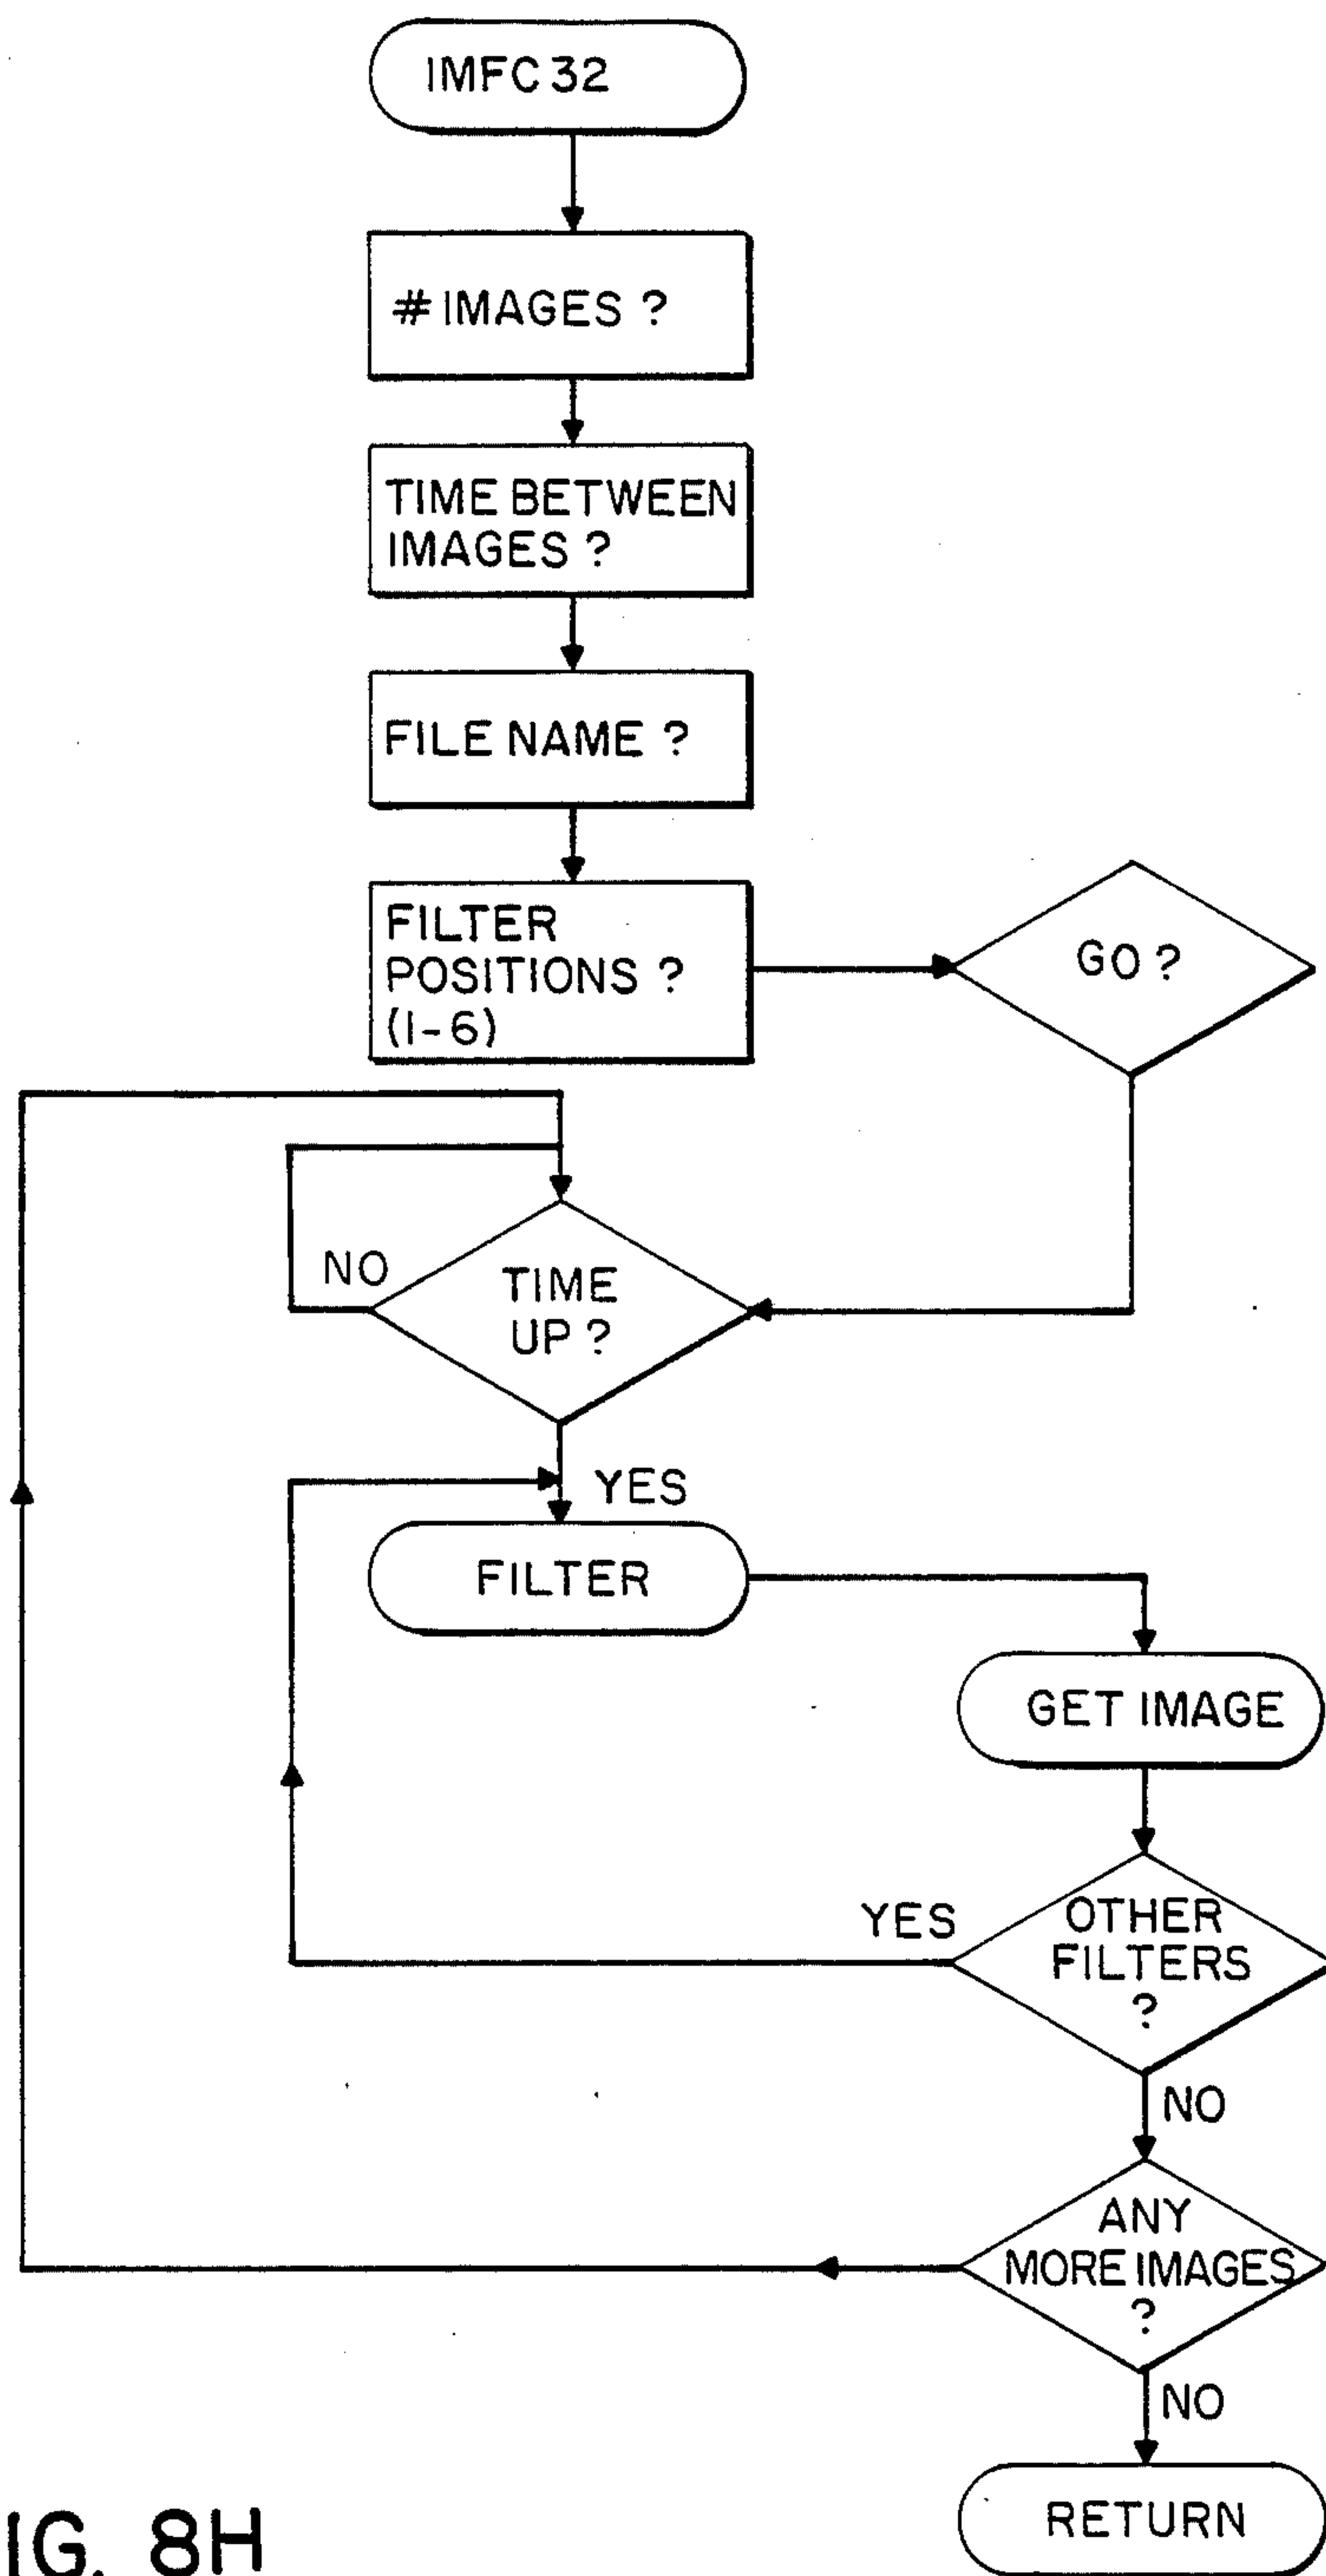 IMFC 32
# IMAGES ?
TIME BETWEEN
IMAGES ?
FILE NAME ?
FILTER
POSITIONS ?
(1-6)
GO ?
NO
TIME
UP ?
YES
FILTER
GET IMAGE
YES
OTHER
FILTERS
?
NO
ANY
MORE IMAGES
?
NO
RETURN
IG. 8H